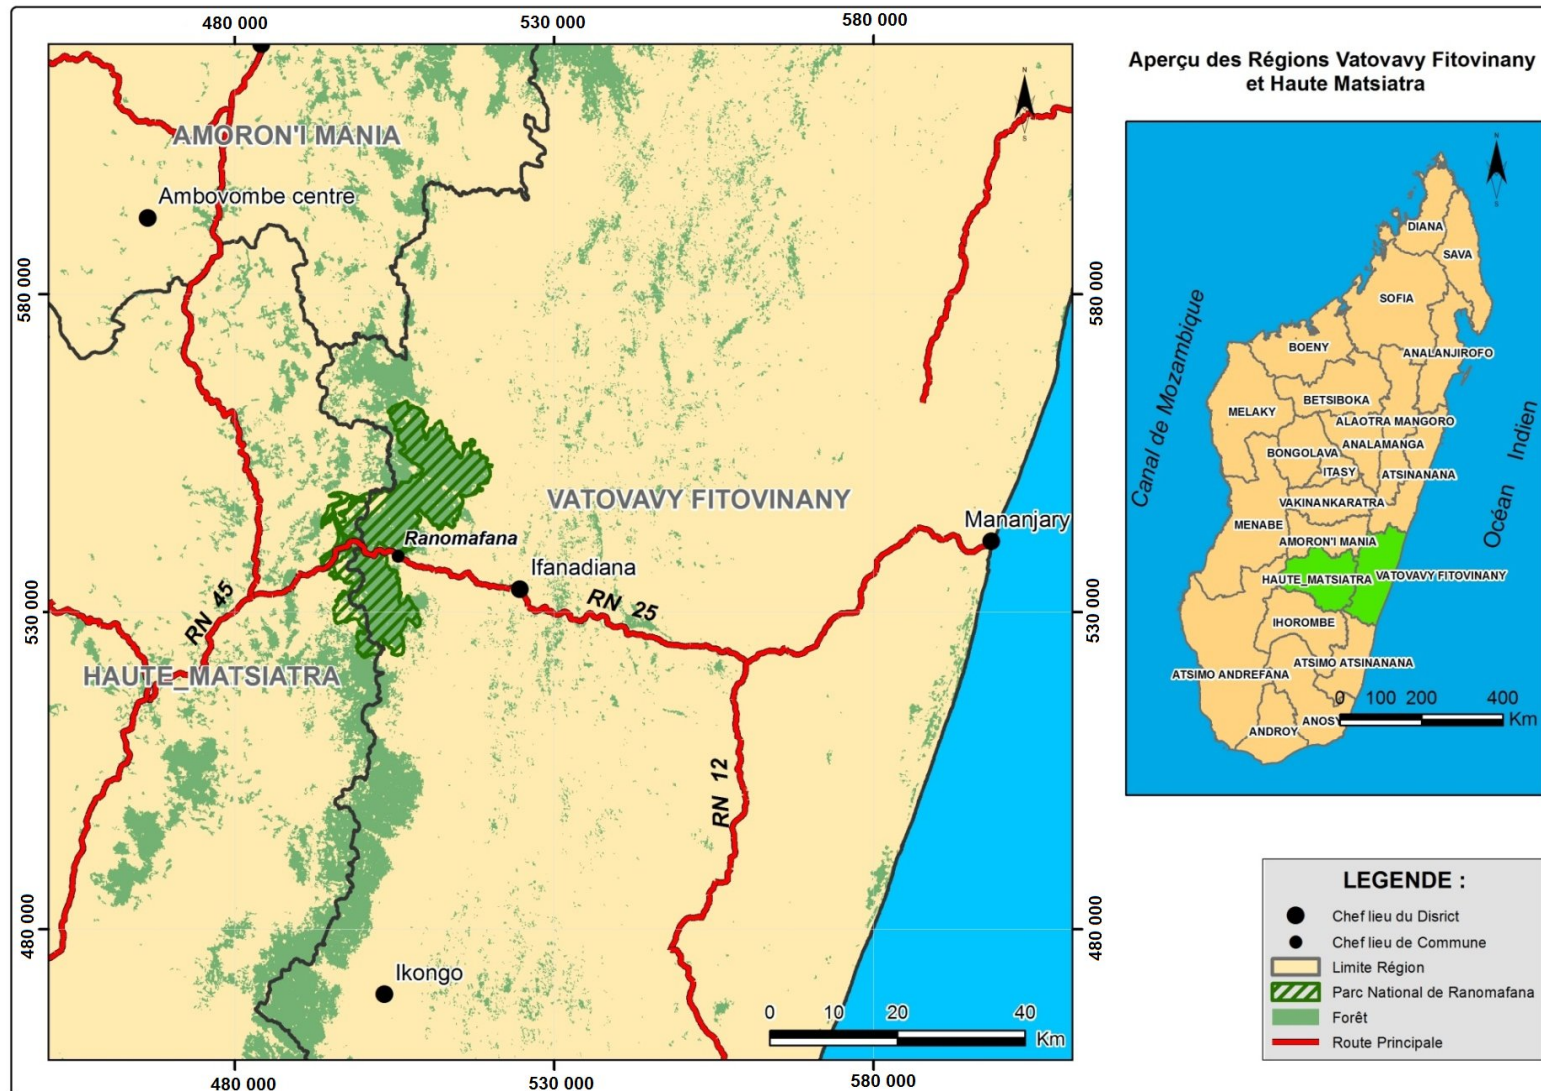 480 000
530 000
580 000
AMORON'I MANIA
Ambovombe centre
580 000
580 000
VATOVAVY FITOVINANY
Mananjary
Ranomafana
Ifanadiana
RN 25
RN 45
530 000
530 000
HAUTE_MATSIATRA
RN 12
480 000
480 000
Ikongo
0 10 20 40
Km
480 000
530 000
580 000
Aperçu des Régions Vatovavy Fitovinany
et Haute Matsiatra
N
S
N
S
DIANA
SAVA
SOFIA
BOENY
ANALANJIROFO
BETSIBOKA
MELAKY
ALAOTRA MANGORO
ANALAMANGA
BONGOLAVA
ITASY
ATSINANANA
VAKINANKARATRA
MENABE
AMORON'I MANIA
HAUTE_MATSIATRA
VATOVAVY FITOVINANY
IHOROMBE
ATSIMO ATSINANANA
ATSIMO ANDREFANA
ANOSY
ANDROY
Canal de Mozambique
Océan Indien
0 100 200 400
Km
LEGENDE :
Chef lieu du Disrict
Chef lieu de Commune
Limite Région
Parc National de Ranomafana
Forêt
Route Principale